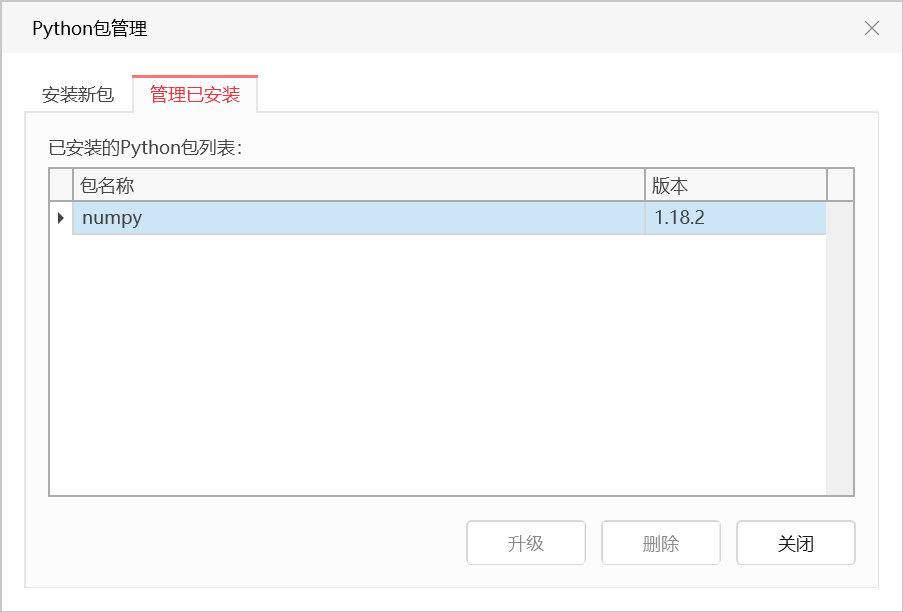 Python包管理
安装新包 管理已安装
已安装的Python包列表:
包名称 版本
numpy 1.18.2
升级 删除 关闭